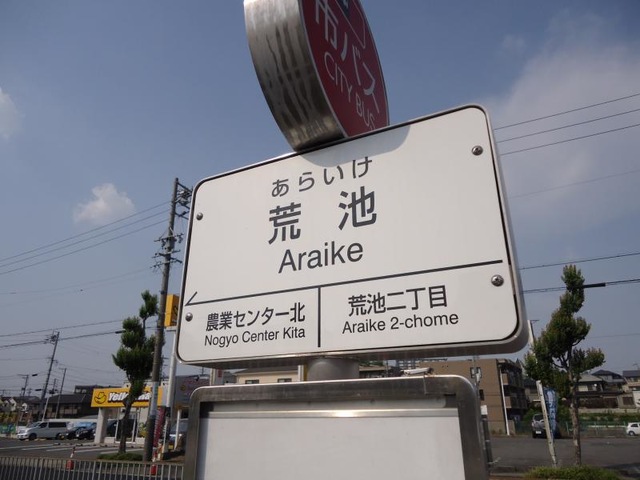 市バス
CITY BUS
あらいけ
荒池
Araike
農業センター北
Nogyo Center Kita
荒池二丁目
Araike 2-chome